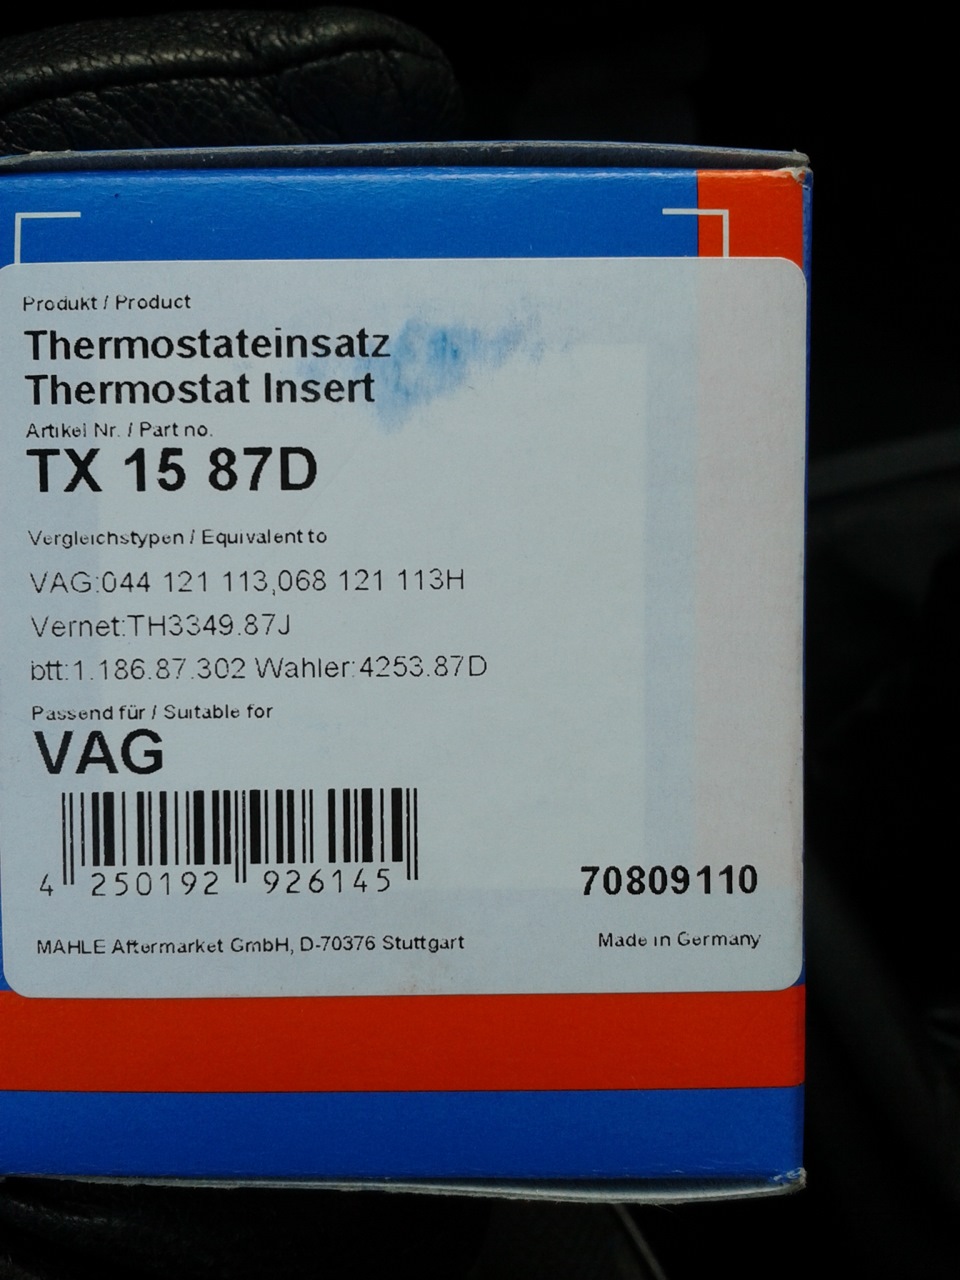 Produkt / Product
Thermostateinsatz
Thermostat Insert
Artikel Nr. / Part no.
TX 15 87D
Vergleichstypen / Equivalent to
VAG:044 121 113,068 121 113H
Vernet:TH3349.87J
btt:1.186.87.302 Wahler:4253.87D
Passend für / Suitable for
VAG
4 250192 926145
70809110
MAHLE Aftermarket GmbH, D-70376 Stuttgart
Made in Germany